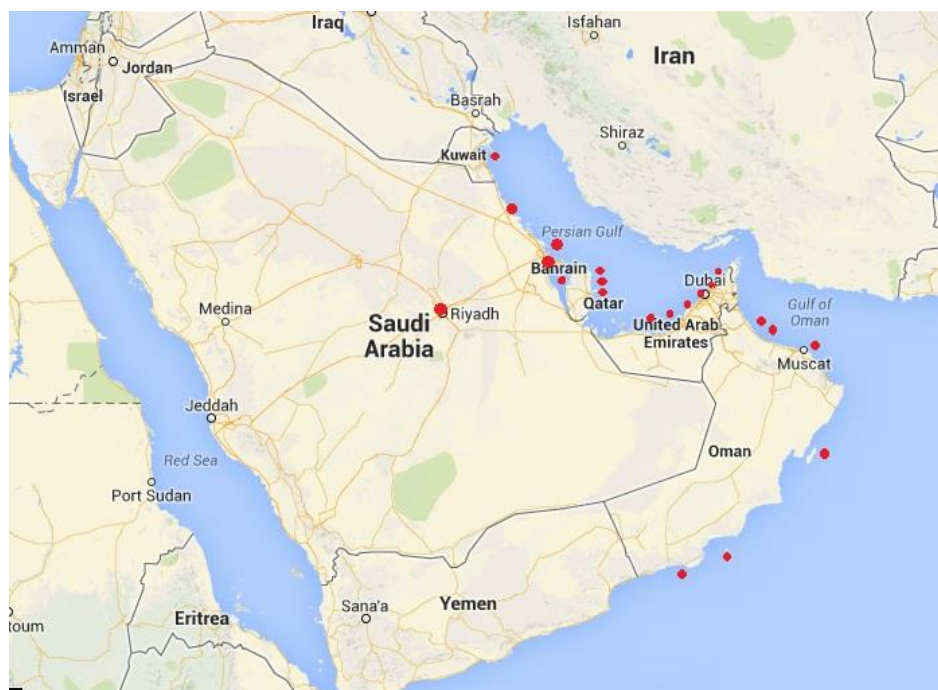 Isfahan
Iraq
Amman
Iran
Jordan
Israel
Basrah
Shiraz
Kuwait
Persian Gulf
Bahrain
Dubai
Medina
Qatar
Gulf of
Oman
Saudi
Arabia
Riyadh
United Arab
Emirates
Muscat
Jeddah
Red Sea
Oman
Port Sudan
Sana'a
Yemen
Eritrea
toum